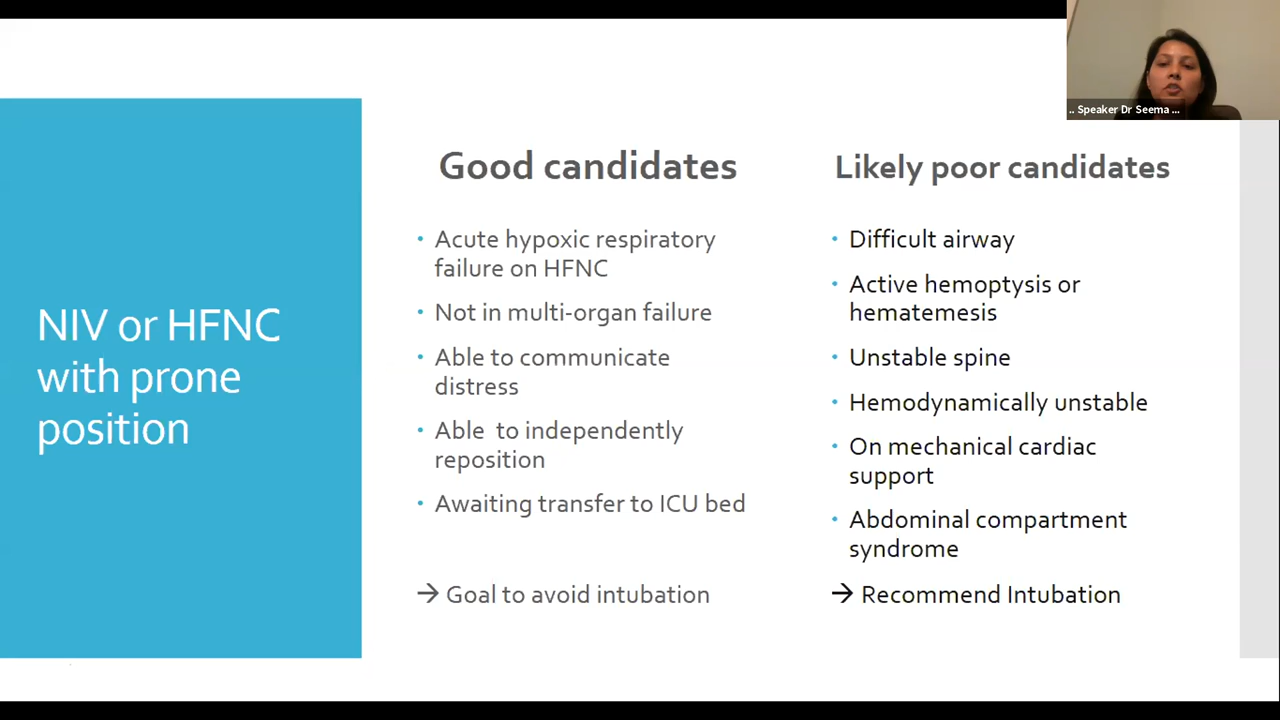 .. Speaker Dr Seema ...
NIV or HFNC
with prone
position
Good candidates
• Acute hypoxic respiratory
failure on HFNC
• Not in multi-organ failure
• Able to communicate
distress
• Able to independently
reposition
• Awaiting transfer to ICU bed
→ Goal to avoid intubation
Likely poor candidates
• Difficult airway
• Active hemoptysis or
hematemesis
• Unstable spine
• Hemodynamically unstable
• On mechanical cardiac
support
• Abdominal compartment
syndrome
→ Recommend Intubation